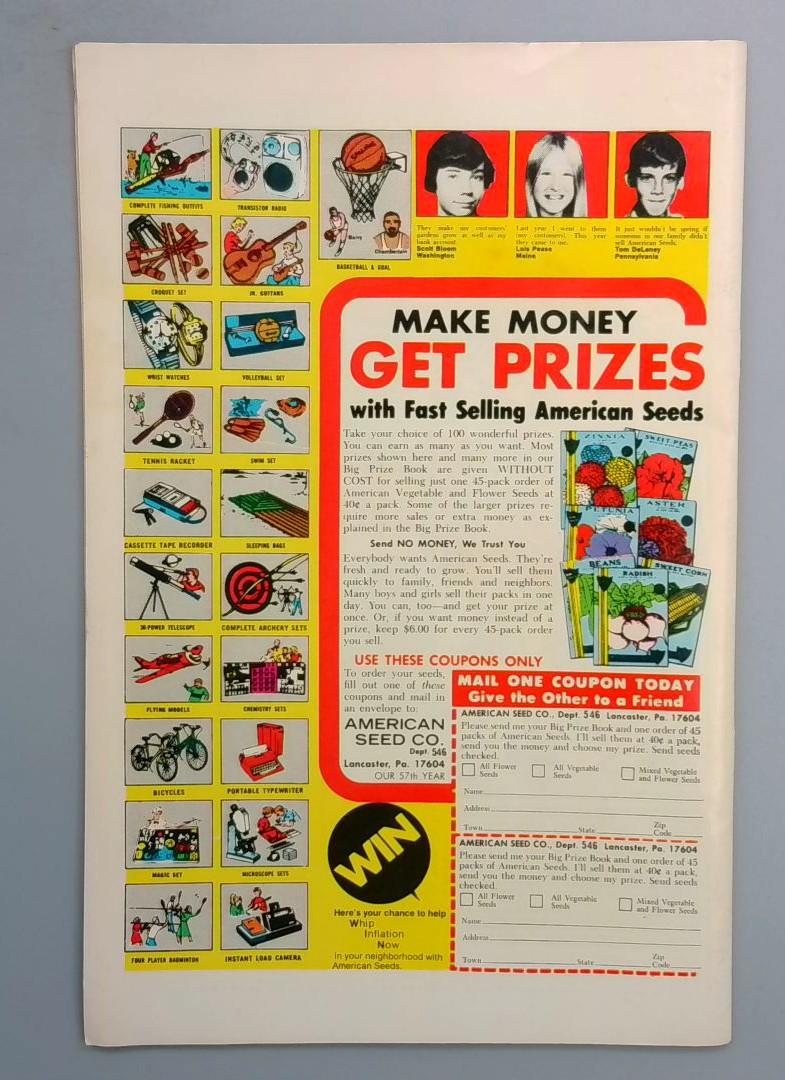 COMPLETE FISHING OUTFITS
TRANSISTOR RADIO
CROQUET SET
JR. GUITARS
WRIST WATCHES
VOLLEYBALL SET
TENNIS RACKET
SWIM SET
CASSETTE TAPE RECORDER
SLEEPING BAGS
30-POWER TELESCOPE
COMPLETE ARCHERY SETS
FLYING MODELS
CHEMISTRY SETS
BICYCLES
PORTABLE TYPEWRITER
MAGIC SET
MICROSCOPE SETS
FOUR PLAYER BADMINTON
INSTANT LOAD CAMERA
SPALDING
Barry
Chamberlain
BASKETBALL & GOAL
They make my customers'
gardens grow as well as my
bank account.
Scott Bloom
Washington
Last year I went to them
(my customers). This year
they came to me.
Lois Pease
Maine
It just wouldn't be spring if
someone in our family didn't
sell American Seeds.
Tom DeLaney
Pennsylvania
MAKE MONEY
GET PRIZES
with Fast Selling American Seeds
Take your choice of 100 wonderful prizes.
You can earn as many as you want. Most
prizes shown here and many more in our
Big Prize Book are given WITHOUT
COST for selling just one 45-pack order of
American Vegetable and Flower Seeds at
40¢ a pack. Some of the larger prizes re-
quire more sales or extra money as ex-
plained in the Big Prize Book.
Send NO MONEY, We Trust You
Everybody wants American Seeds. They're
fresh and ready to grow. You'll sell them
quickly to family, friends and neighbors.
Many boys and girls sell their packs in one
day. You can, too—and get your prize at
once. Or, if you want money instead of a
prize, keep $6.00 for every 45-pack order
you sell.
ZINNIA
SWEET PEAS
PETUNIA
ASTER
BEANS
RADISH
SWEET CORN
USE THESE COUPONS ONLY
To order your seeds,
fill out one of these
coupons and mail in
an envelope to:
AMERICAN
SEED CO.
Dept. 546
Lancaster, Pa. 17604
OUR 57th YEAR
MAIL ONE COUPON TODAY
Give the Other to a Friend
AMERICAN SEED CO., Dept. 546 Lancaster, Pa. 17604
Please send me your Big Prize Book and one order of 45
packs of American Seeds. I'll sell them at 40¢ a pack,
send you the money and choose my prize. Send seeds
checked.
All Flower Seeds
All Vegetable Seeds
Mixed Vegetable and Flower Seeds
Name
Address
Town State Zip Code
AMERICAN SEED CO., Dept. 546 Lancaster, Pa. 17604
Please send me your Big Prize Book and one order of 45
packs of American Seeds. I'll sell them at 40¢ a pack,
send you the money and choose my prize. Send seeds
checked.
All Flower Seeds
All Vegetable Seeds
Mixed Vegetable and Flower Seeds
Name
Address
Town State Zip Code
WIN
Here's your chance to help
Whip
Inflation
Now
in your neighborhood with
American Seeds.